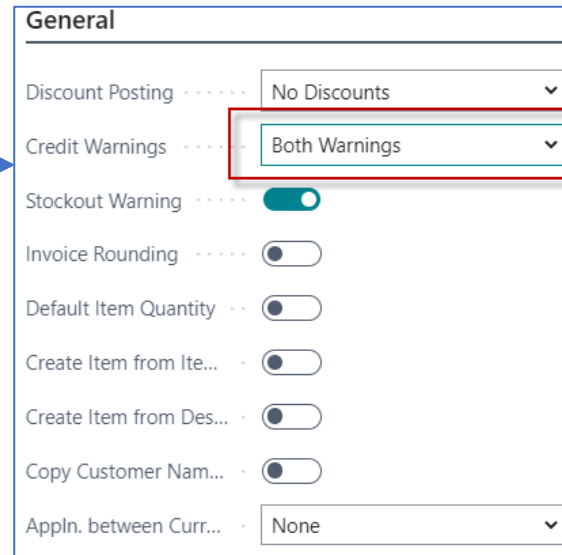 General
Discount Posting No Discounts
Credit Warnings Both Warnings
Stockout Warning
Invoice Rounding
Default Item Quantity
Create Item from Ite...
Create Item from Des...
Copy Customer Nam...
Appln. between Curr... None